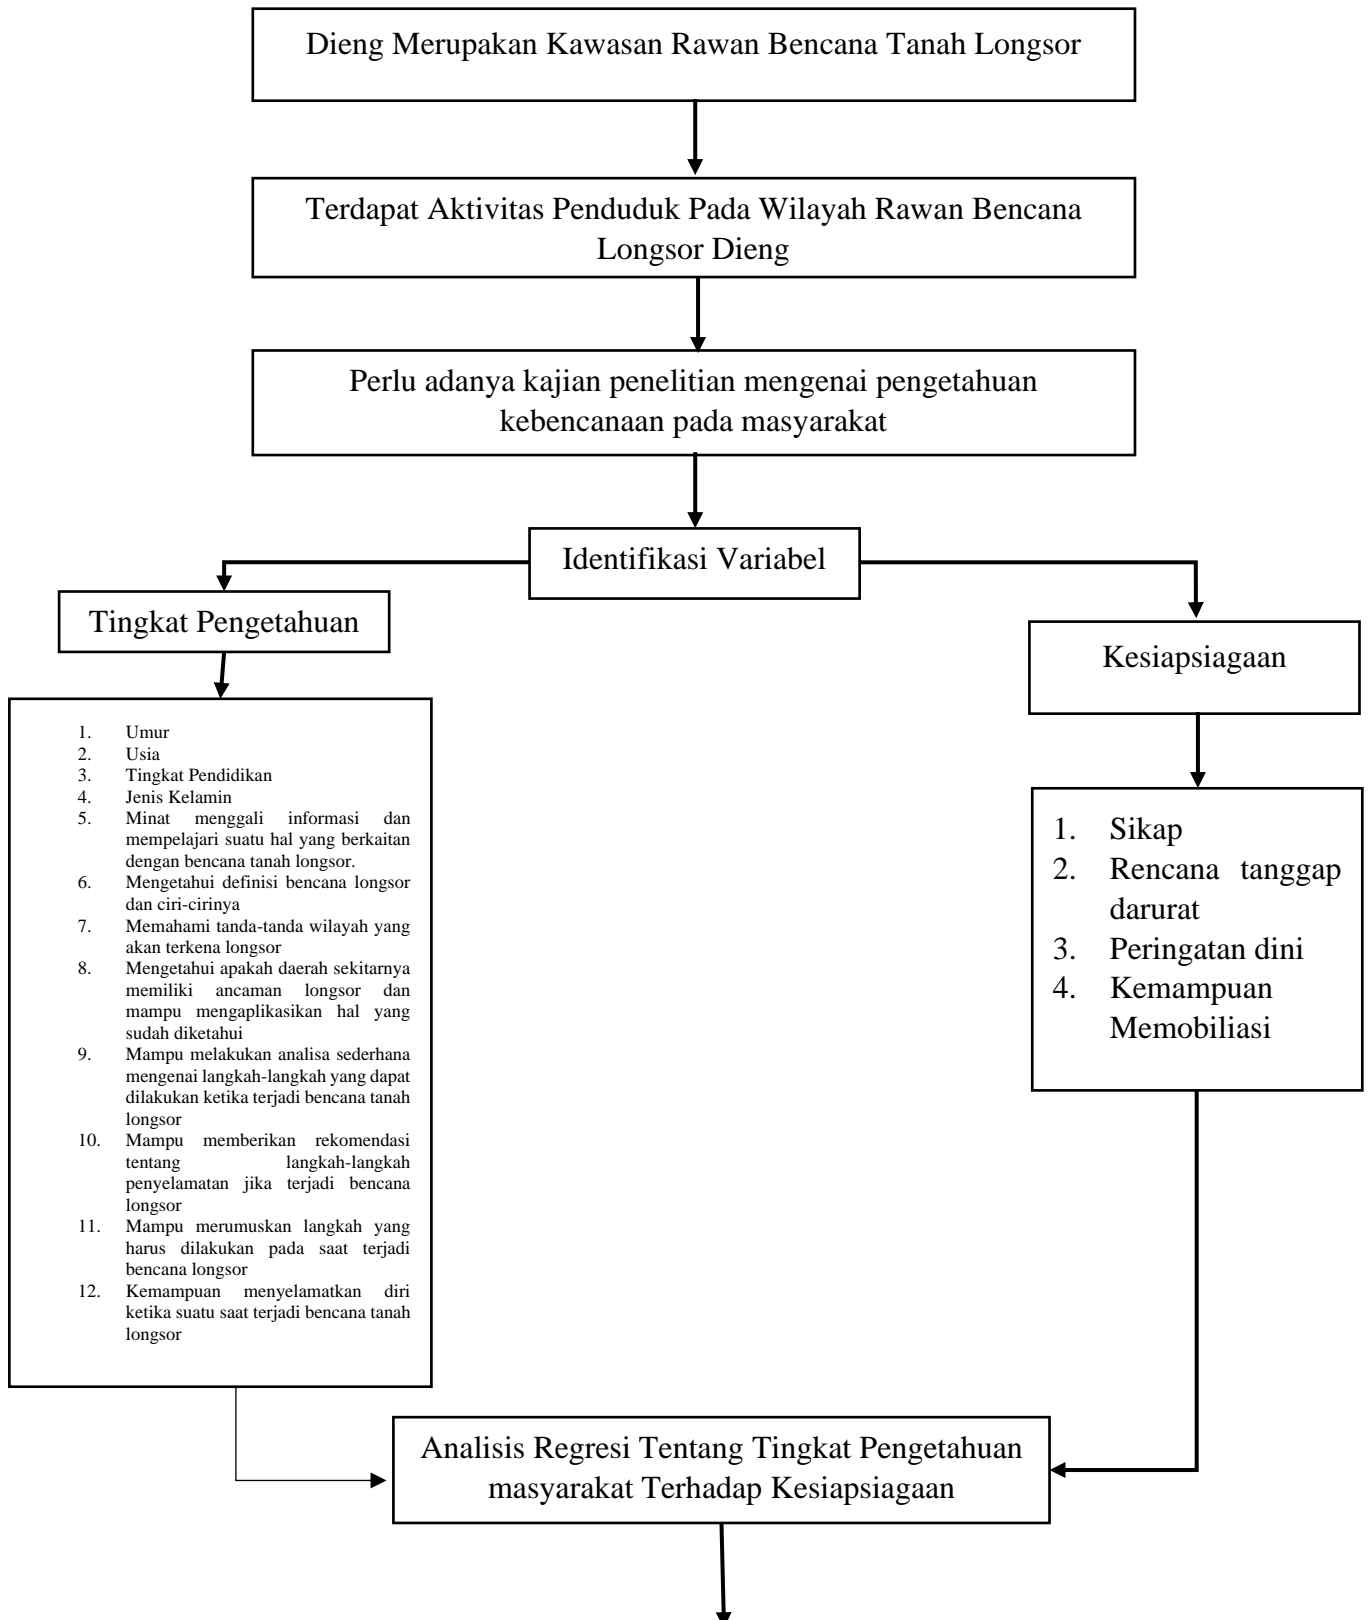 Dieng Merupakan Kawasan Rawan Bencana Tanah Longsor
Terdapat Aktivitas Penduduk Pada Wilayah Rawan Bencana
Longsor Dieng
Perlu adanya kajian penelitian mengenai pengetahuan
kebencanaan pada masyarakat
Identifikasi Variabel
Tingkat Pengetahuan
1. Umur
2. Usia
3. Tingkat Pendidikan
4. Jenis Kelamin
5. Minat menggali informasi dan
mempelajari suatu hal yang berkaitan
dengan bencana tanah longsor.
6. Mengetahui definisi bencana longsor
dan ciri-cirinya
7. Memahami tanda-tanda wilayah yang
akan terkena longsor
8. Mengetahui apakah daerah sekitarnya
memiliki ancaman longsor dan
mampu mengaplikasikan hal yang
sudah diketahui
9. Mampu melakukan analisa sederhana
mengenai langkah-langkah yang dapat
dilakukan ketika terjadi bencana tanah
longsor
10. Mampu memberikan rekomendasi
tentang langkah-langkah
penyelamatan jika terjadi bencana
longsor
11. Mampu merumuskan langkah yang
harus dilakukan pada saat terjadi
bencana longsor
12. Kemampuan menyelamatkan diri
ketika suatu saat terjadi bencana tanah
longsor
Kesiapsiagaan
1. Sikap
2. Rencana tanggap
darurat
3. Peringatan dini
4. Kemampuan
Memobiliasi
Analisis Regresi Tentang Tingkat Pengetahuan
masyarakat Terhadap Kesiapsiagaan